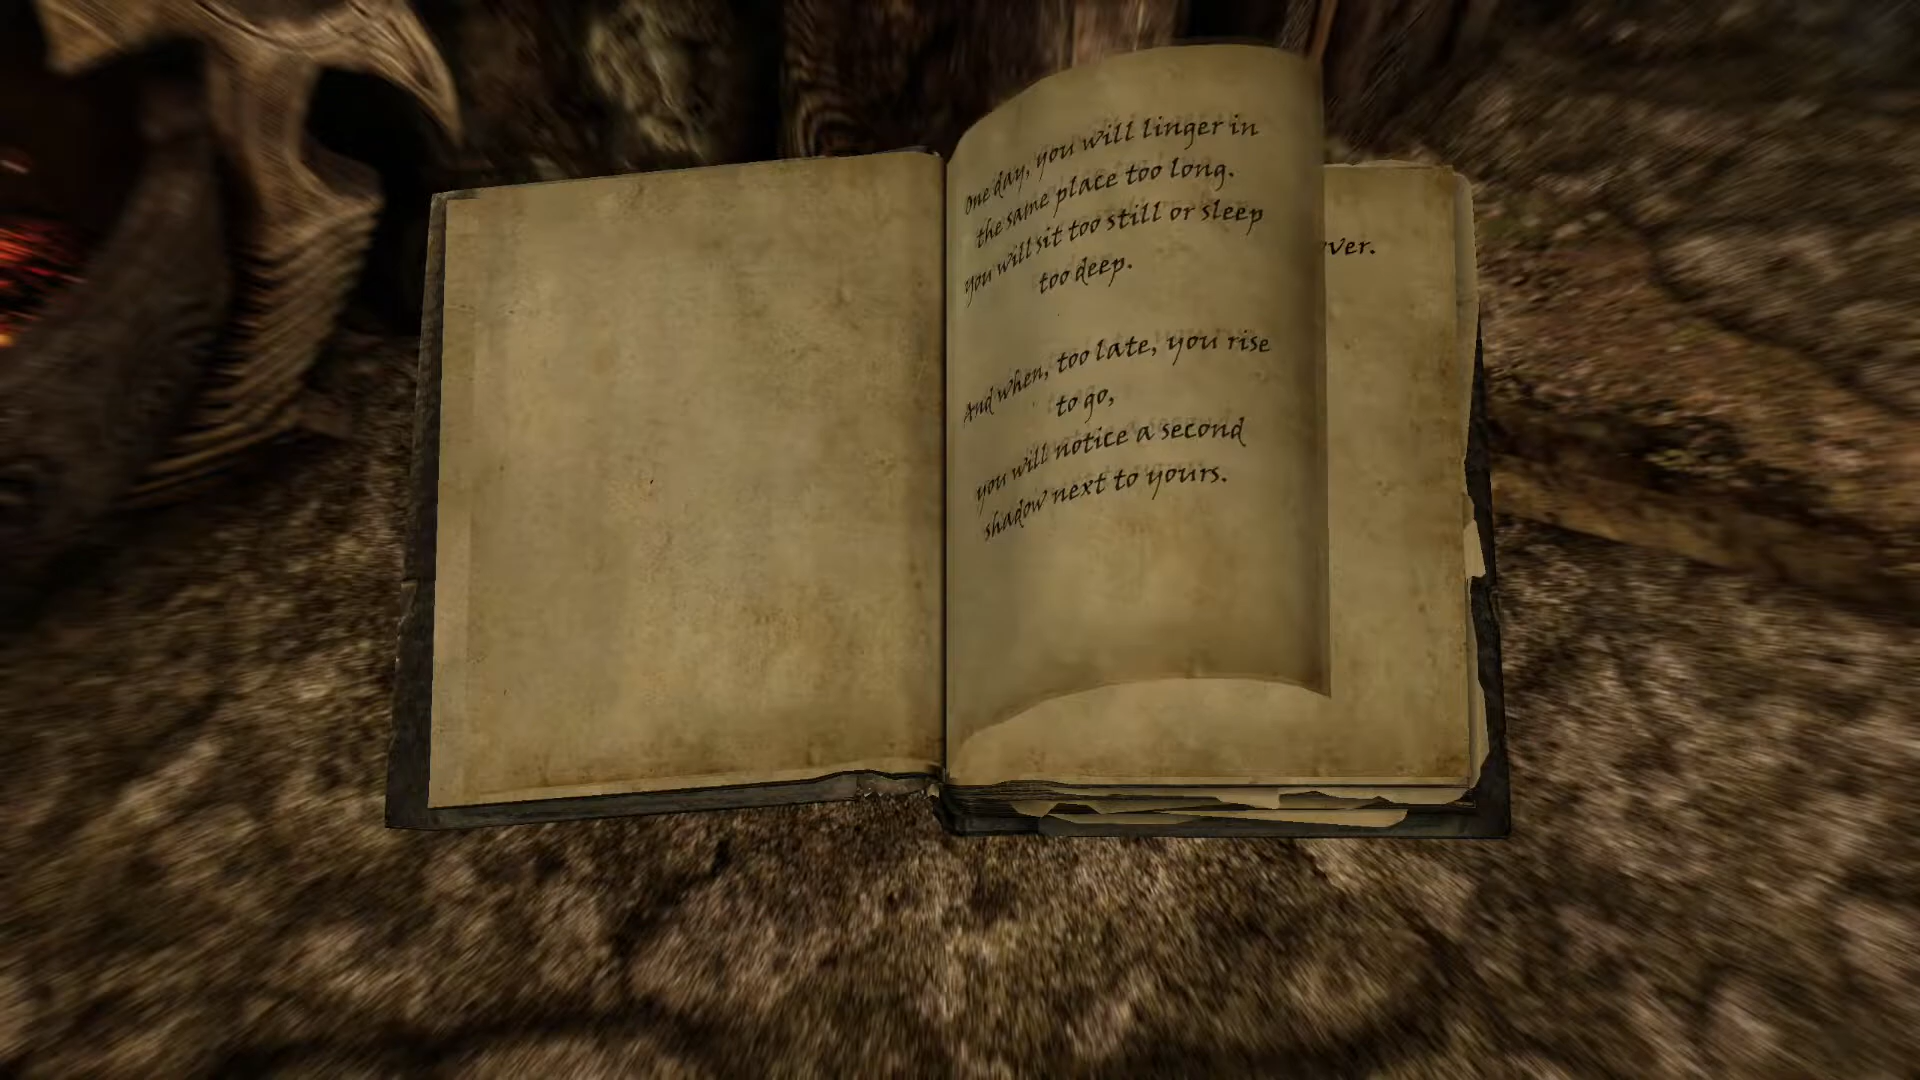 One day, you will linger in
the same place too long.
you will sit too still or sleep
too deep.
And when, too late, you rise
to go,
you will notice a second
shadow next to yours.
ver.